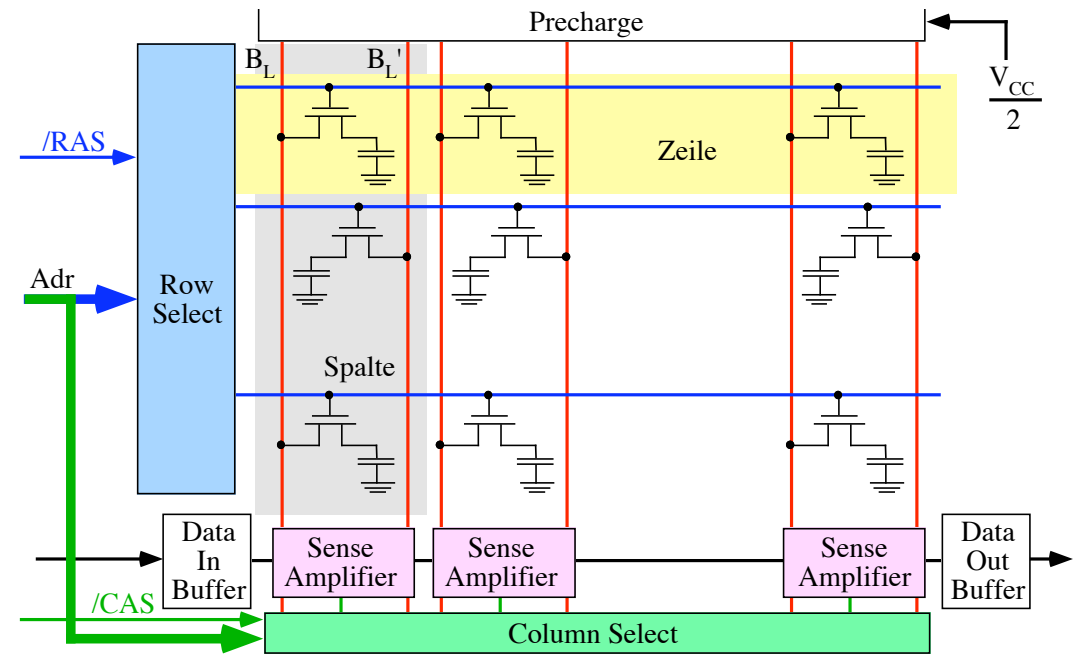 Precharge
B_L
B_L'
V_CC
2
/RAS
Zeile
Adr
Row
Select
Spalte
Data
In
Buffer
Sense
Amplifier
Sense
Amplifier
Sense
Amplifier
Data
Out
Buffer
/CAS
Column Select